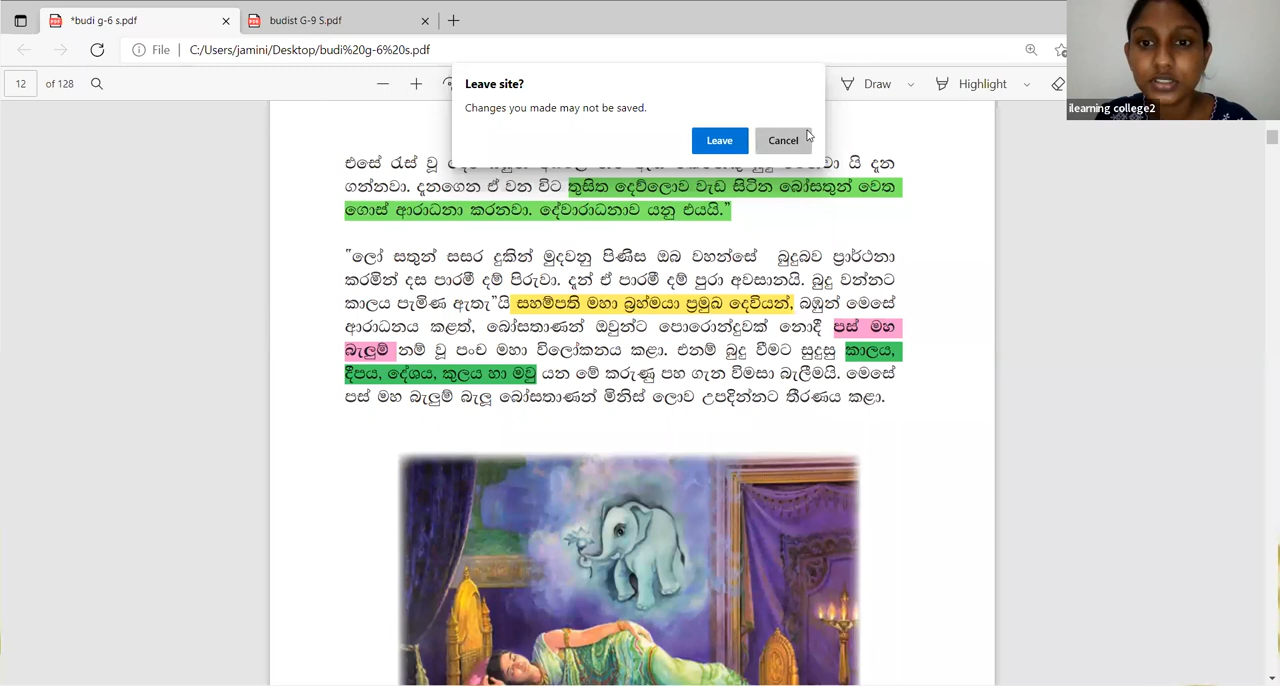 *budi g-6 s.pdf
budist G-9 S.pdf
File
C:/Users/jamini/Desktop/budi%20g-6%20s.pdf
12 of 128
Draw
Highlight
ilearning college2
Leave site?
Changes you made may not be saved.
Leave
Cancel
එසේ රැස් වූ යි දැන
ගන්නවා. දැනගෙන ඒ වන විට තුසිත දෙව්ලොව වැඩ සිටින බෝසතුන් වෙත
ගොස් ආරාධනා කරනවා. දේවාරාධනාව යනු එයයි.”
“ලෝ සතුන් සසර දුකින් මුදවනු පිණිස ඔබ වහන්සේ බුදුබව ප්‍රාර්ථනා
කරමින් දස පාරමී දම් පිරුවා. දැන් ඒ පාරමී දම් පුරා අවසානයි. බුදු වන්නට
කාලය පැමිණ ඇතැ”යි සහම්පති මහා බ්‍රහ්මයා ප්‍රමුඛ දෙවියන්, බඹුන් මෙසේ
ආරාධනය කළත්, බෝසතාණන් ඔවුන්ට පොරොන්දුවක් නොදී පස් මහ
බැලුම් නම් වූ පංච මහා විලෝකනය කළා. එනම් බුදු වීමට සුදුසු කාලය,
දීපය, දේශය, කුලය හා මවු යන මේ කරුණු පහ ගැන විමසා බැලීමයි. මෙසේ
පස් මහ බැලුම් බැලූ බෝසතාණන් මිනිස් ලොව උපදින්නට තීරණය කළා.